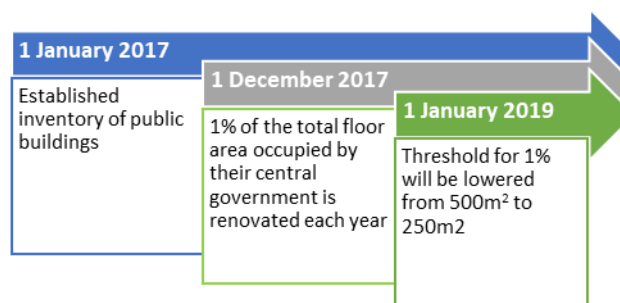 1 January 2017
Established
inventory of public
buildings
1 December 2017
1% of the total floor
area occupied by
their central
government is
renovated each year
1 January 2019
Threshold for 1%
will be lowered
from 500m² to
250m2